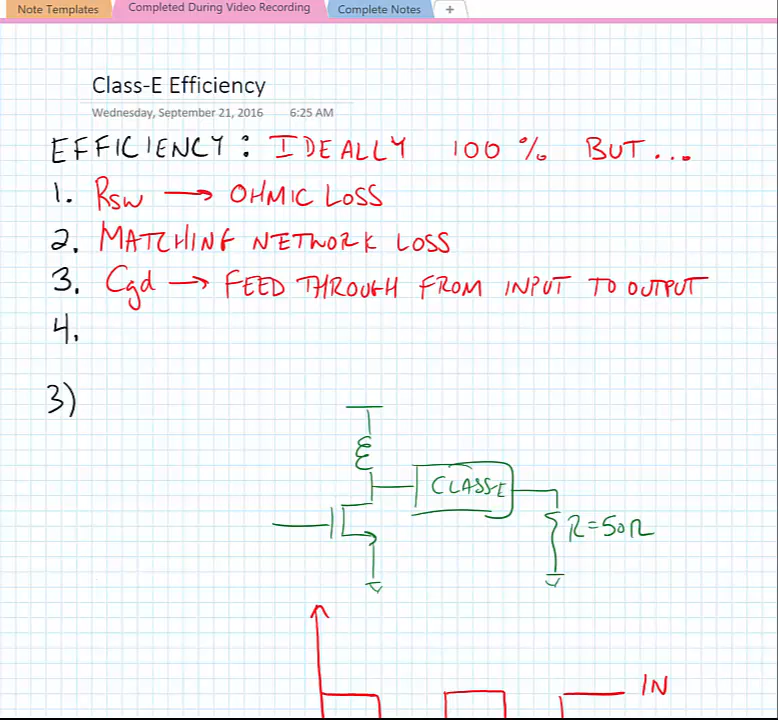 Note Templates Completed During Video Recording Complete Notes +
Class-E Efficiency
Wednesday, September 21, 2016 6:25 AM
EFFICIENCY: IDEALLY 100 % BUT...
1. Rsw → OHMIC LOSS
2. MATCHING NETWORK LOSS
3. Cgd → FEED THROUGH FROM INPUT TO OUTPUT
4.
3)
CLASSE
R=50Ω
IN